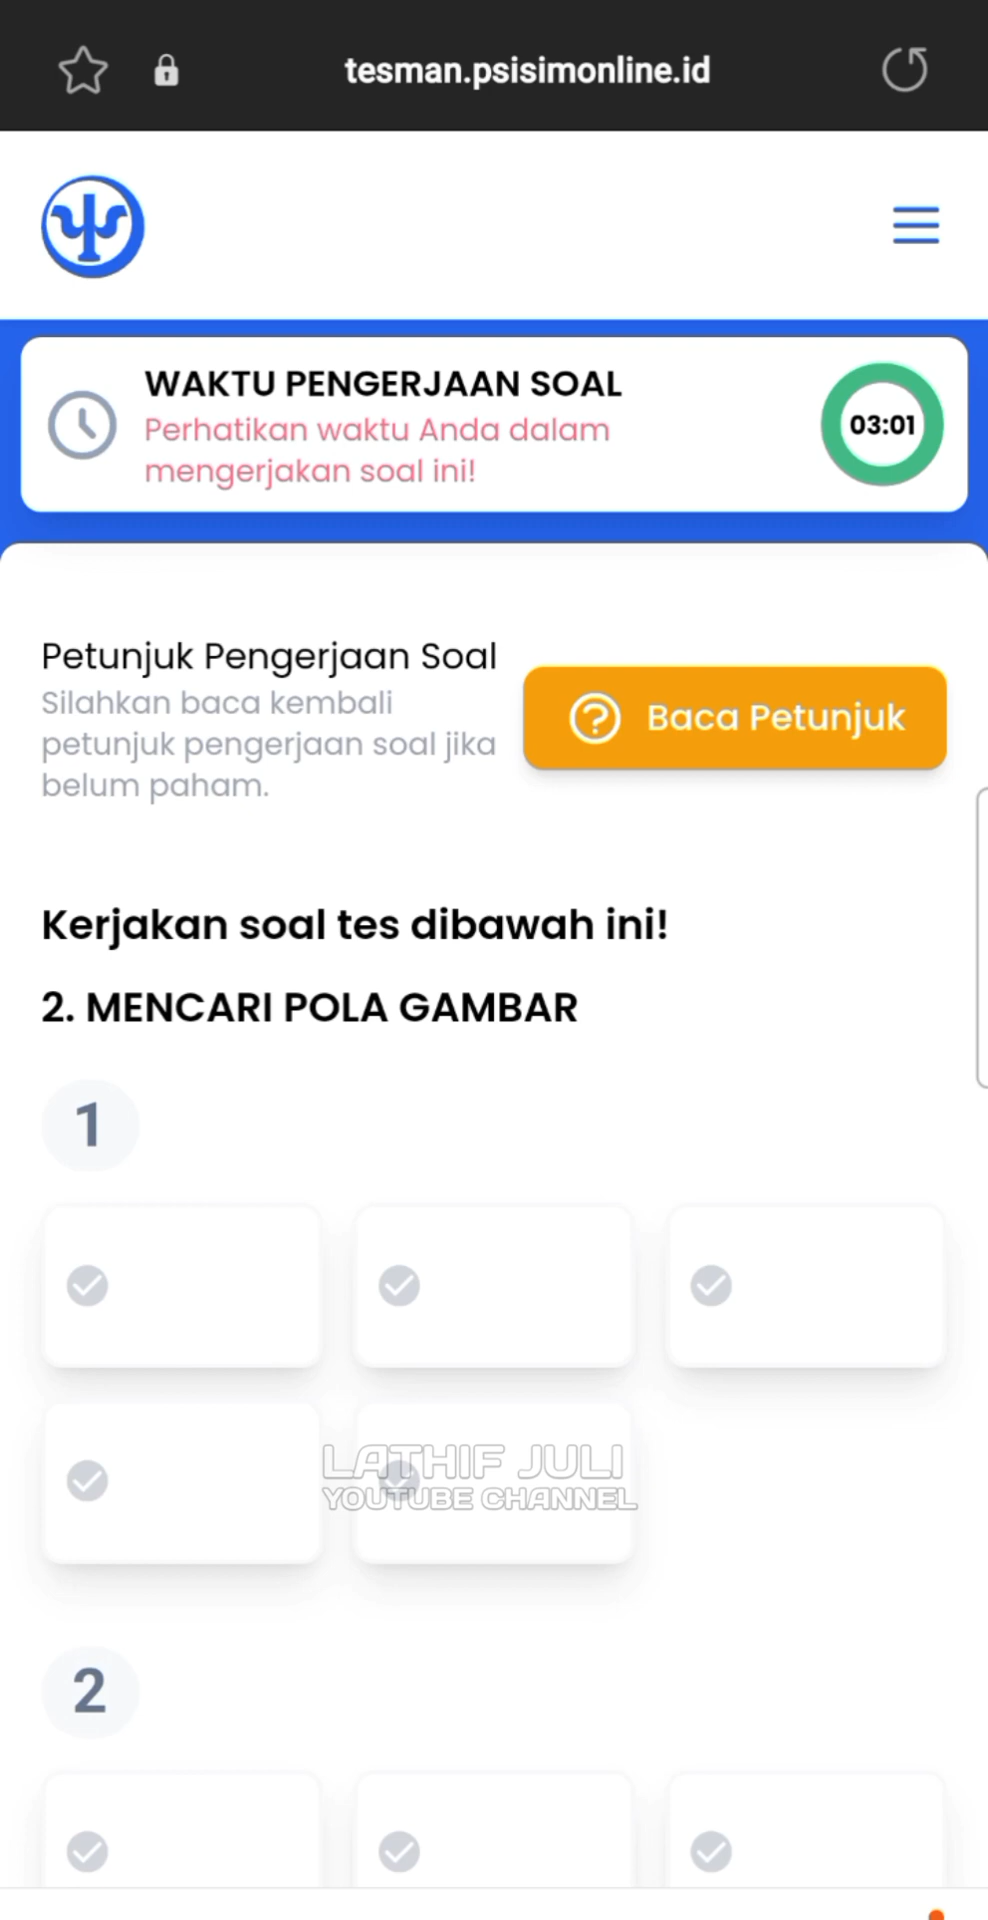 tesman.psisimonline.id
WAKTU PENGERJAAN SOAL
Perhatikan waktu Anda dalam
mengerjakan soal ini!
03:01
Petunjuk Pengerjaan Soal
Silahkan baca kembali
petunjuk pengerjaan soal jika
belum paham.
Baca Petunjuk
Kerjakan soal tes dibawah ini!
2. MENCARI POLA GAMBAR
1
LATHIF JULI
YOUTUBE CHANNEL
2